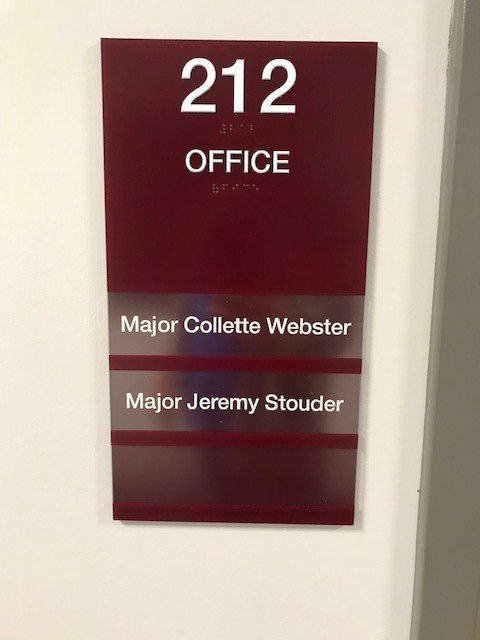 212
OFFICE
Major Collette Webster
Major Jeremy Stouder